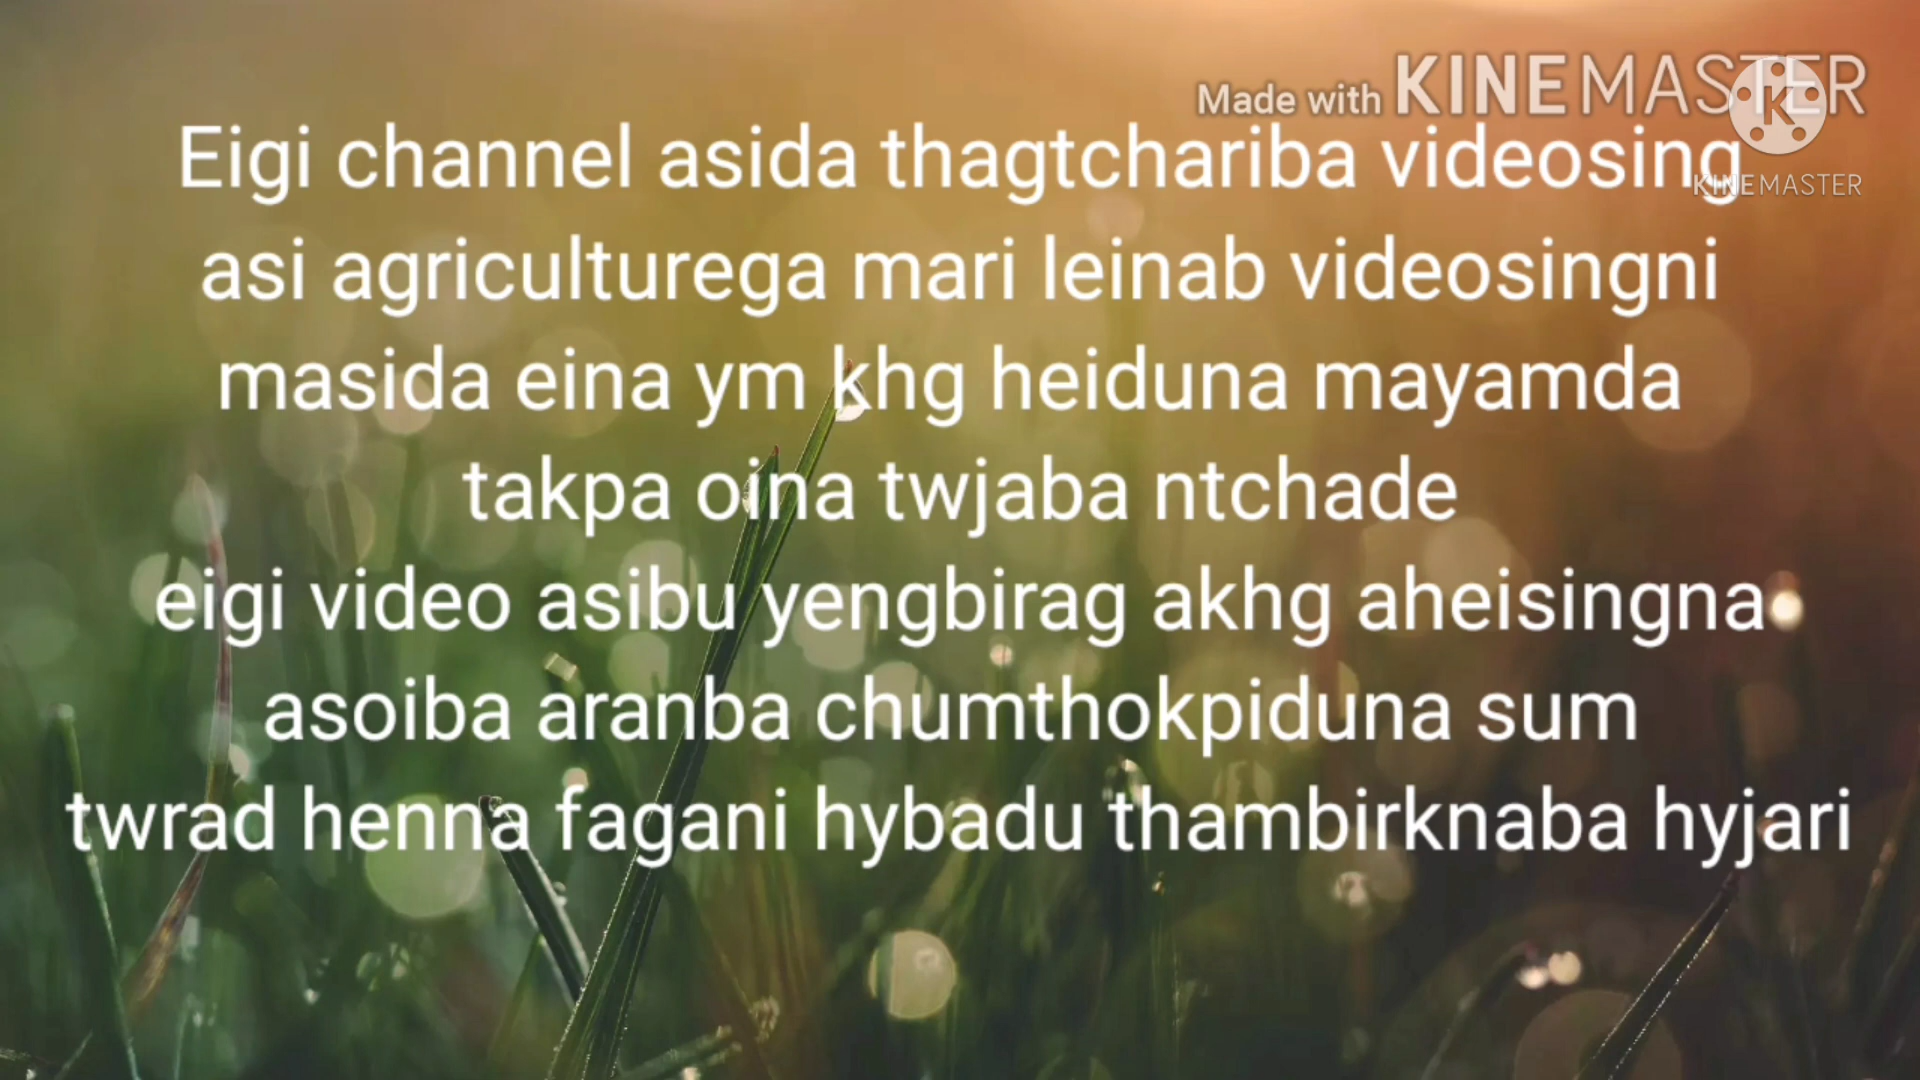 Made with KINEMASTER
KINEMASTER
Eigi channel asida thagtchariba videosing
asi agriculturega mari leinab videosingni
masida eina ym khg heiduna mayamda
takpa oina twjaba ntchade
eigi video asibu yengbirag akhg aheisingna
asoiba aranba chumthokpiduna sum
twrad henna fagani hybadu thambirknaba hyjari